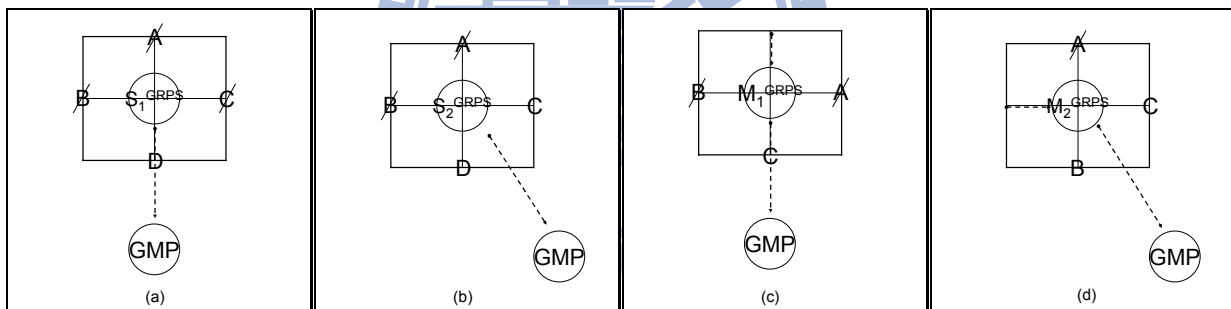 A
B S₁ GRPS C
D
GMP
(a)
A
B S₂ GRPS C
D
GMP
(b)
B M₁ GRPS A
C
GMP
(c)
A
M₂ GRPS C
B
GMP
(d)